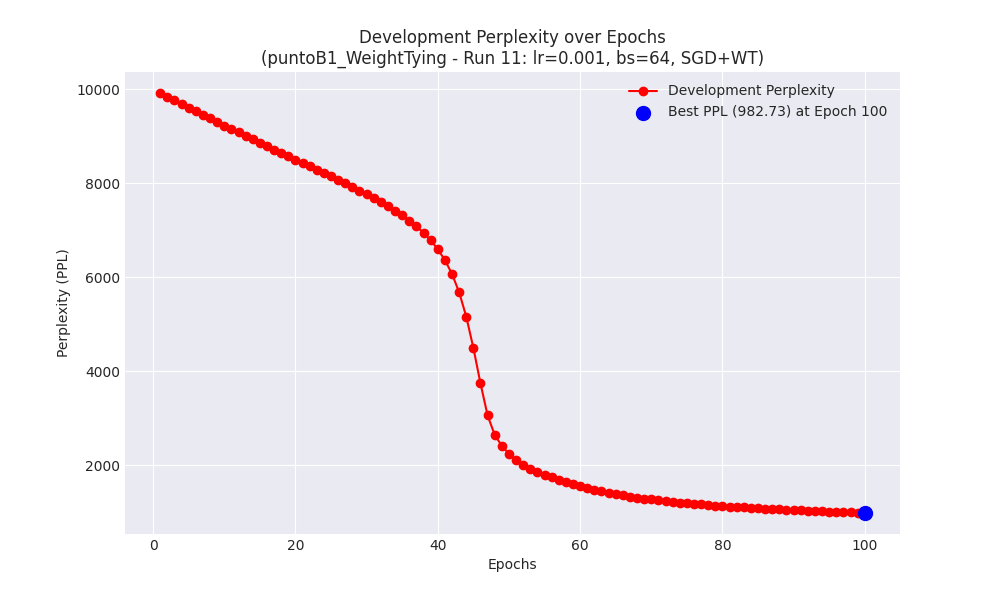 Development Perplexity over Epochs
(puntoB1_WeightTying - Run 11: lr=0.001, bs=64, SGD+WT)
Development Perplexity
Best PPL (982.73) at Epoch 100
Perplexity (PPL)
10000
8000
6000
4000
2000
0 20 40 60 80 100
Epochs